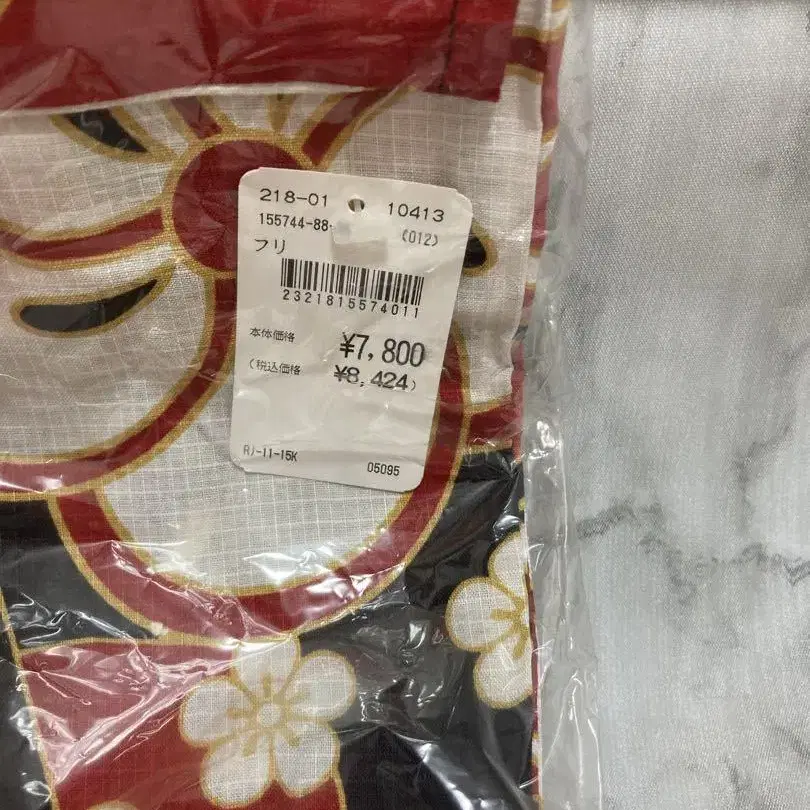 218-01 10413
155744-88-
(012)
フリ
2321815574011
本体価格 ¥7,800
(税込価格 ¥8,424)
RJ-11-15K 05095